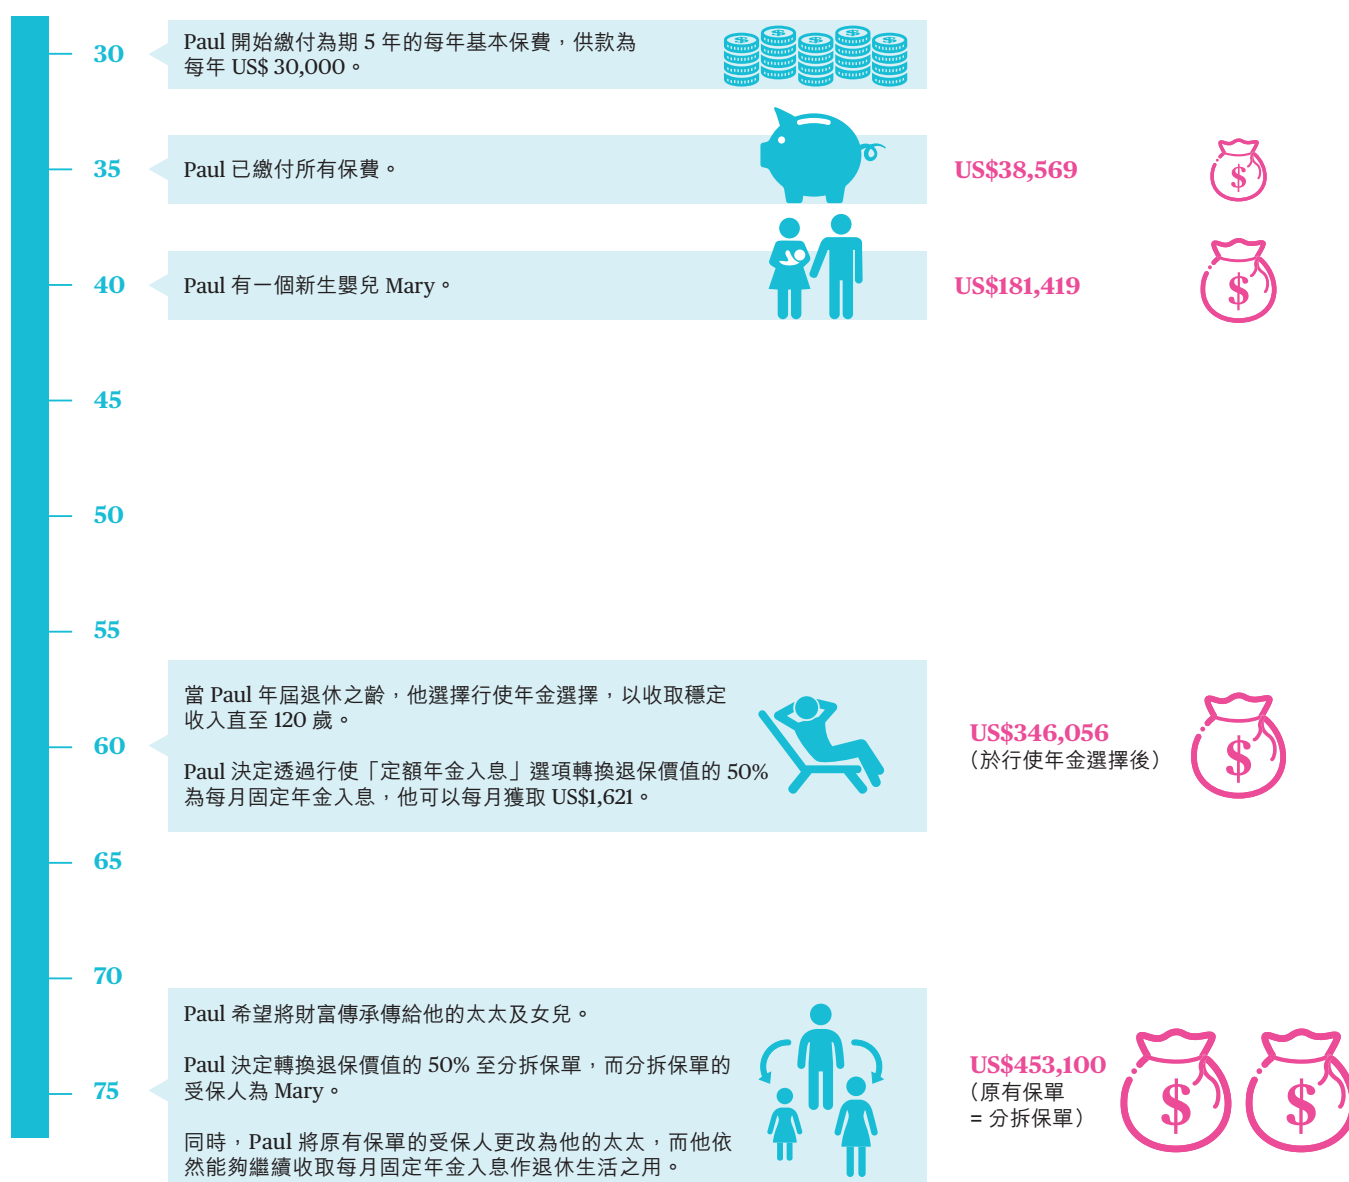 30
Paul 開始繳付為期 5 年的每年基本保費，供款為
每年 US$ 30,000。
35
Paul 已繳付所有保費。
US$38,569
$
40
Paul 有一個新生嬰兒 Mary。
US$181,419
$
45
50
55
當 Paul 年屆退休之齡，他選擇行使年金選擇，以收取穩定
收入直至 120 歲。
60
Paul 決定透過行使「定額年金入息」選項轉換退保價值的 50%
為每月固定年金入息，他可以每月獲取 US$1,621。
US$346,056
（於行使年金選擇後）
$
65
70
Paul 希望將財富傳承傳給他的太太及女兒。
Paul 決定轉換退保價值的 50% 至分拆保單，而分拆保單的
受保人為 Mary。
75
同時，Paul 將原有保單的受保人更改為他的太太，而他依
然能夠繼續收取每月固定年金入息作退休生活之用。
US$453,100
（原有保單
= 分拆保單）
$ $